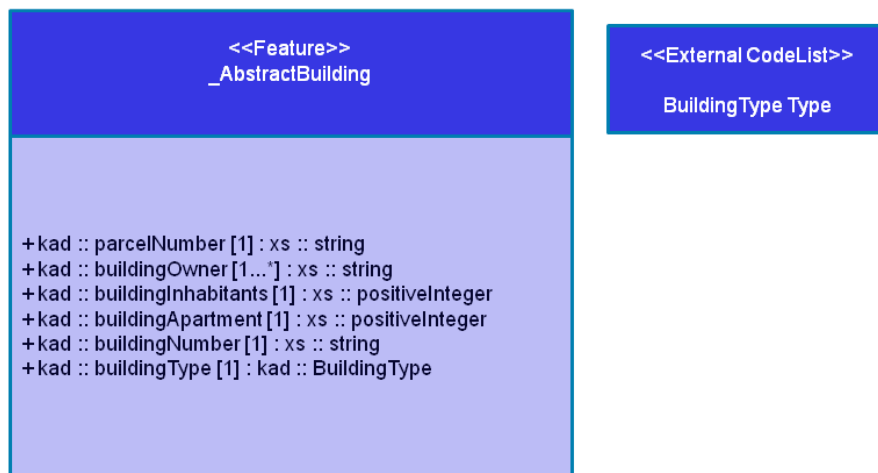 <<Feature>>
_AbstractBuilding
<<External CodeList>>
BuildingType Type
+kad :: parcelNumber [1] : xs :: string
+kad :: buildingOwner [1...*] : xs :: string
+kad :: buildingInhabitants [1] : xs :: positiveInteger
+kad :: buildingApartment [1] : xs :: positiveInteger
+kad :: buildingNumber [1] : xs :: string
+kad :: buildingType [1] : kad :: BuildingType